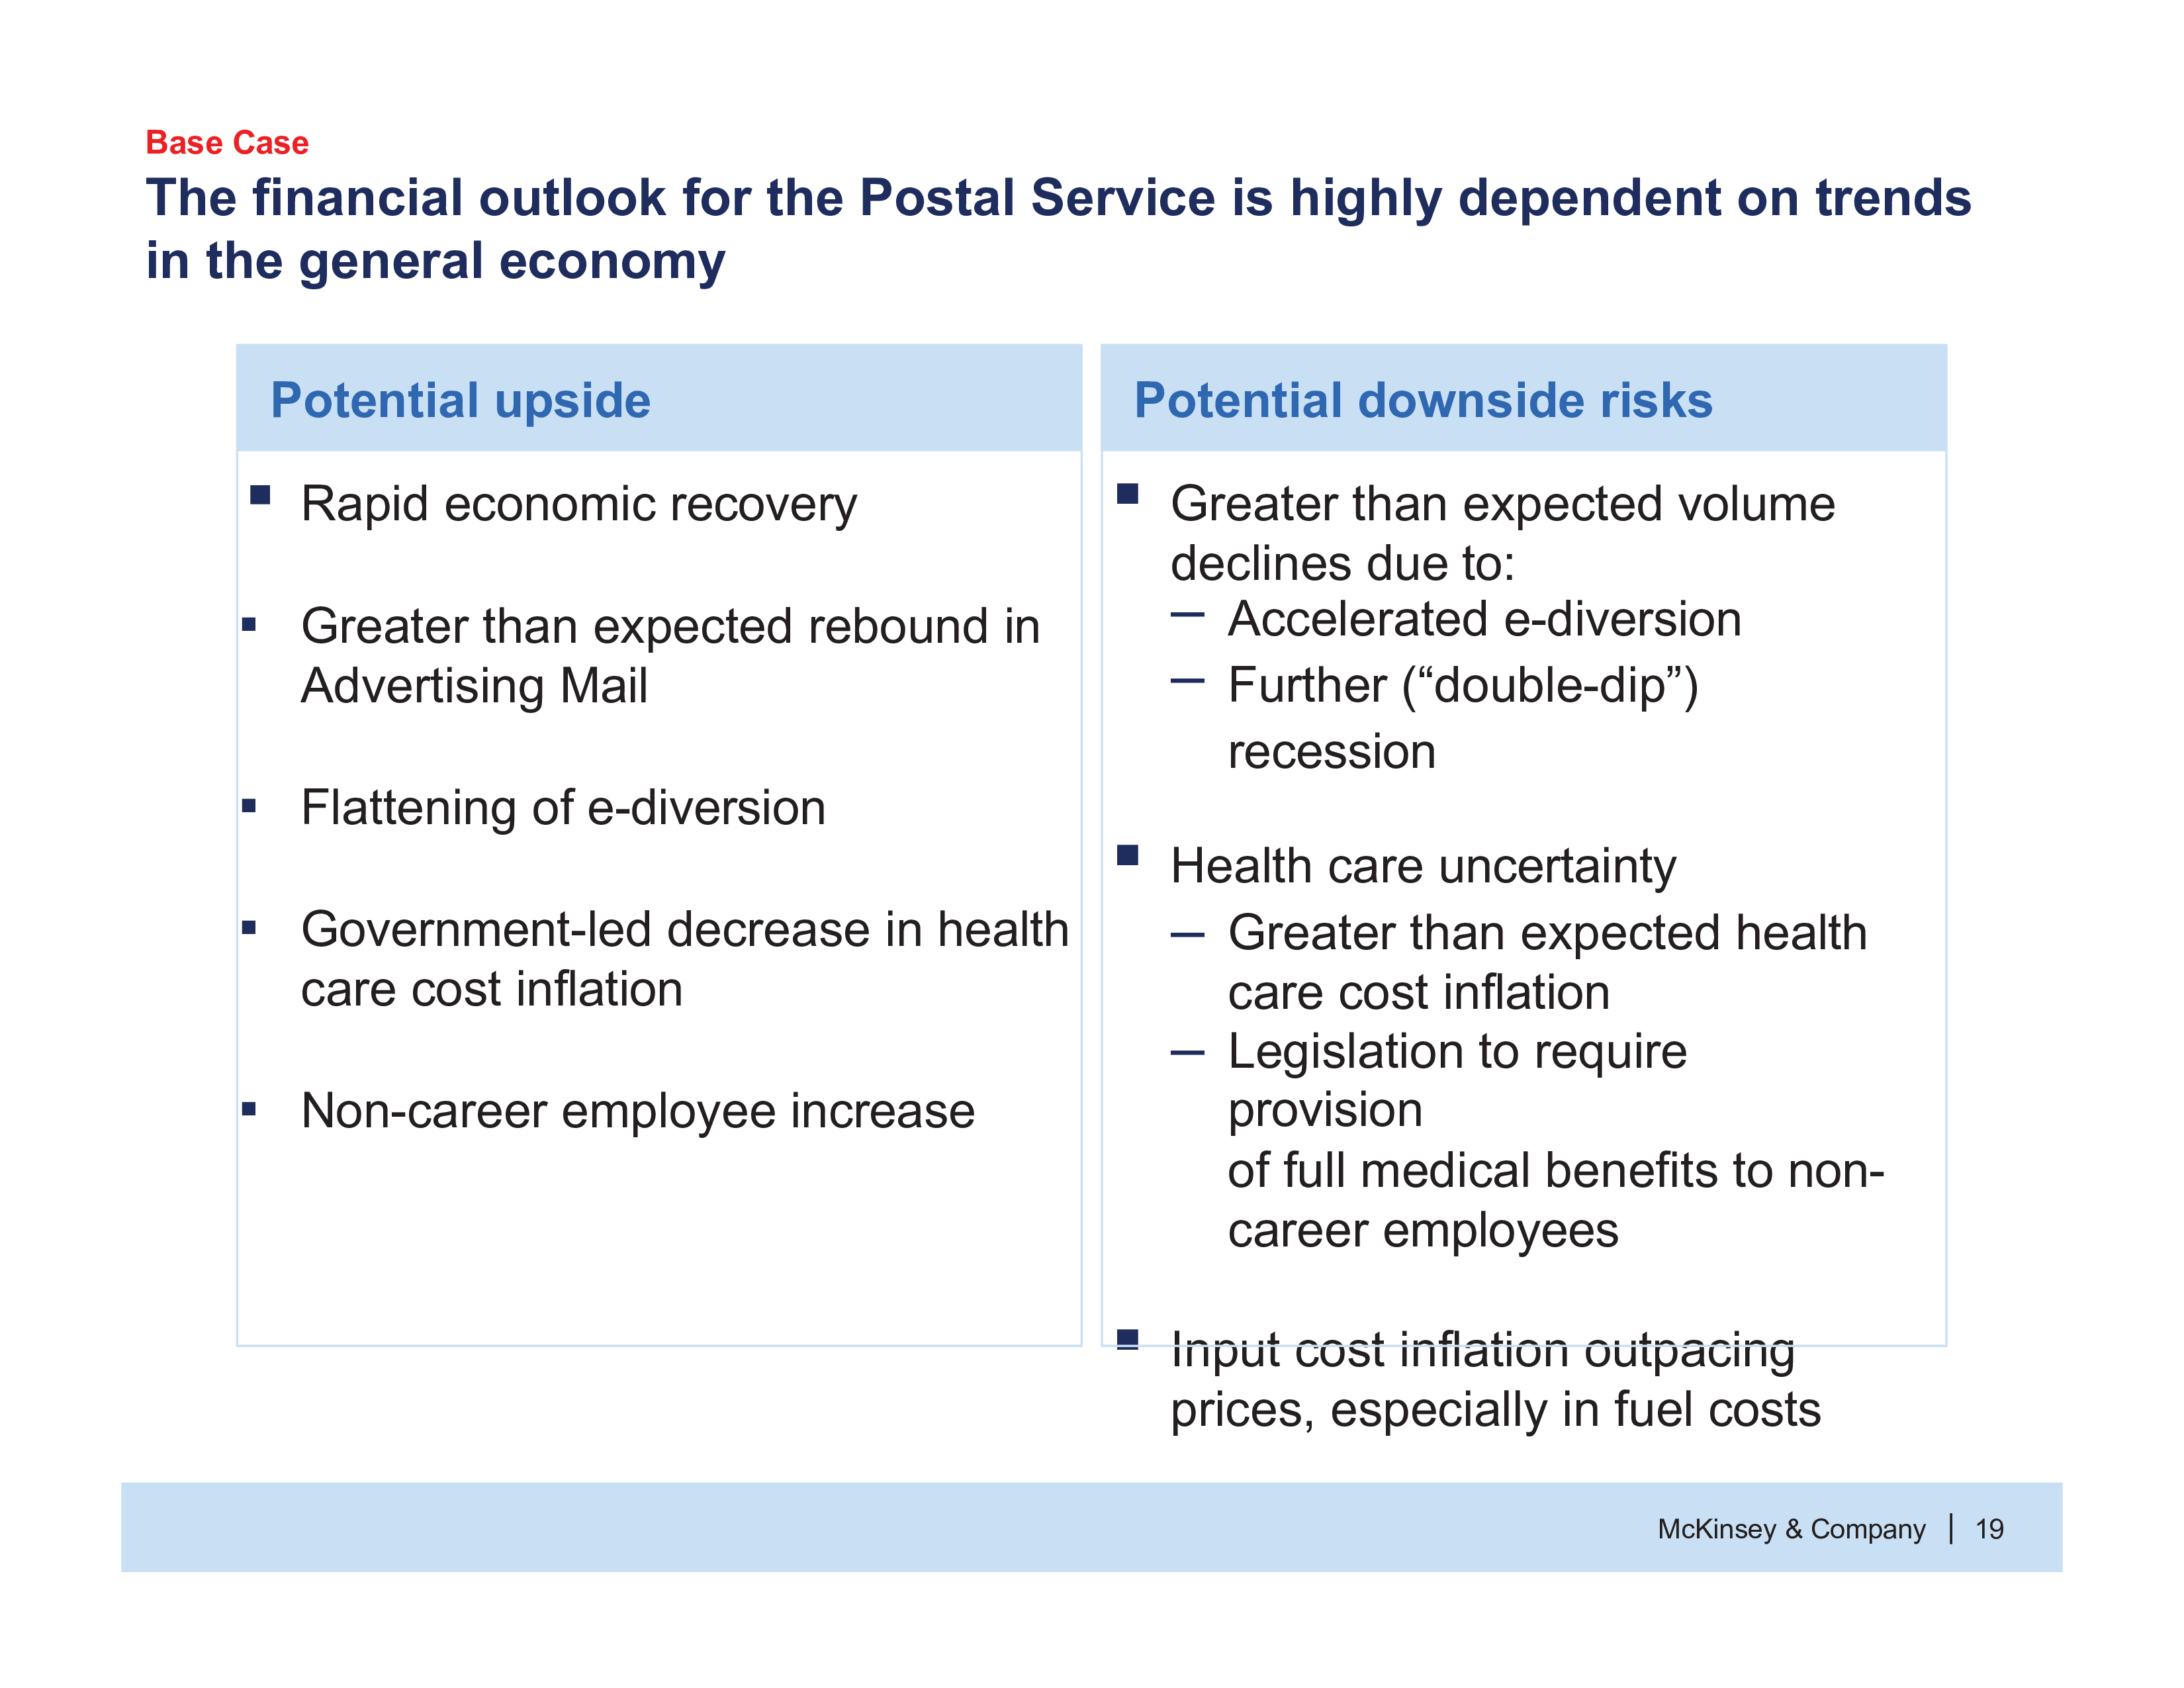 Base Case
The financial outlook for the Postal Service is highly dependent on trends
in the general economy
Potential upside
▪ Rapid economic recovery
▪ Greater than expected rebound in
Advertising Mail
▪ Flattening of e-diversion
▪ Government-led decrease in health
care cost inflation
▪ Non-career employee increase
Potential downside risks
▪ Greater than expected volume
declines due to:
– Accelerated e-diversion
– Further (“double-dip”)
recession
▪ Health care uncertainty
– Greater than expected health
care cost inflation
– Legislation to require
provision
of full medical benefits to non-
career employees
▪ Input cost inflation outpacing
prices, especially in fuel costs
McKinsey & Company | 19